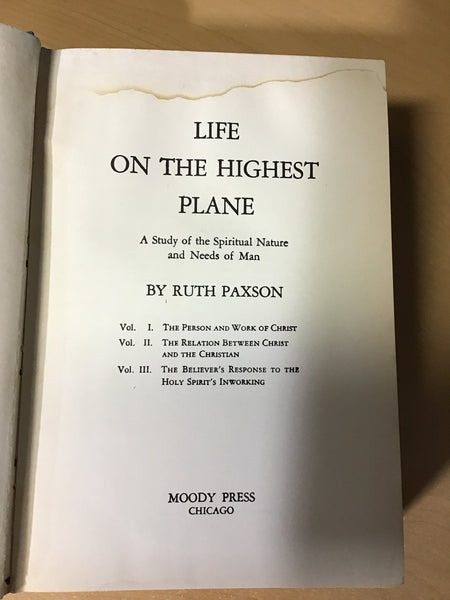 LIFE
ON THE HIGHEST
PLANE
A Study of the Spiritual Nature
and Needs of Man
BY RUTH PAXSON
Vol. I. THE PERSON AND WORK OF CHRIST
Vol. II. THE RELATION BETWEEN CHRIST
AND THE CHRISTIAN
Vol. III. THE BELIEVER'S RESPONSE TO THE
HOLY SPIRIT'S INWORKING
MOODY PRESS
CHICAGO